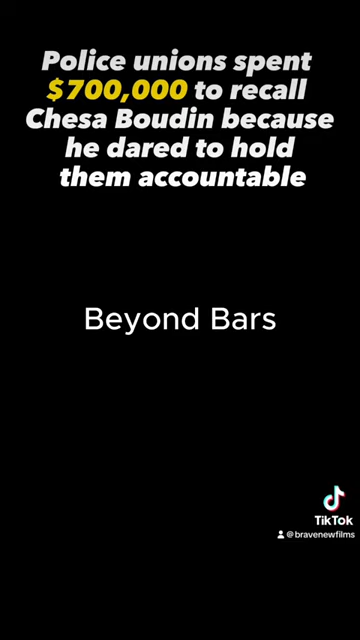 Police unions spent
$700,000 to recall
Chesa Boudin because
he dared to hold
them accountable
Beyond Bars
TikTok
@bravenewfilms